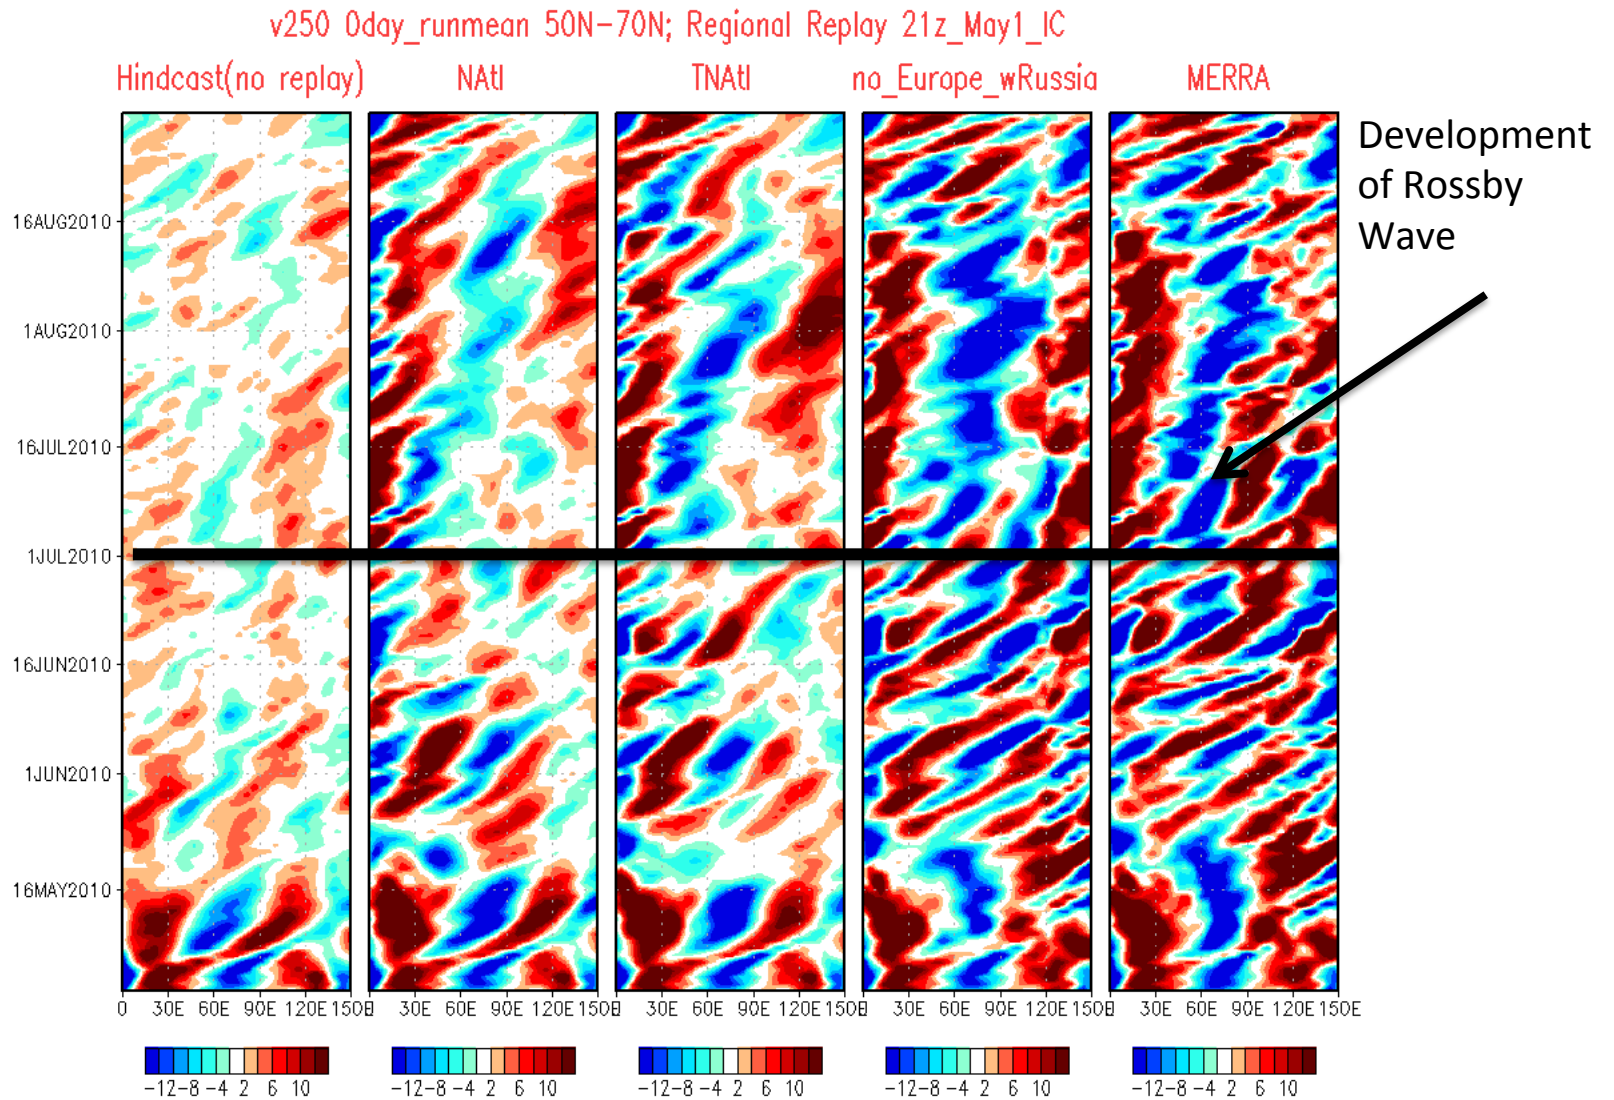 v250 0day_runmean 50N-70N; Regional Replay 21z_May1_IC
Hindcast(no replay) NAtl TNAtl no_Europe_wRussia MERRA
Development
of Rossby
Wave
16AUG2010
1AUG2010
16JUL2010
1JUL2010
16JUN2010
1JUN2010
16MAY2010
0 30E 60E 90E 120E 150E 30E 60E 90E 120E 150E 30E 60E 90E 120E 150E 30E 60E 90E 120E 150E 30E 60E 90E 120E 150E
-12 -8 -4 2 6 10 -12 -8 -4 2 6 10 -12 -8 -4 2 6 10 -12 -8 -4 2 6 10 -12 -8 -4 2 6 10